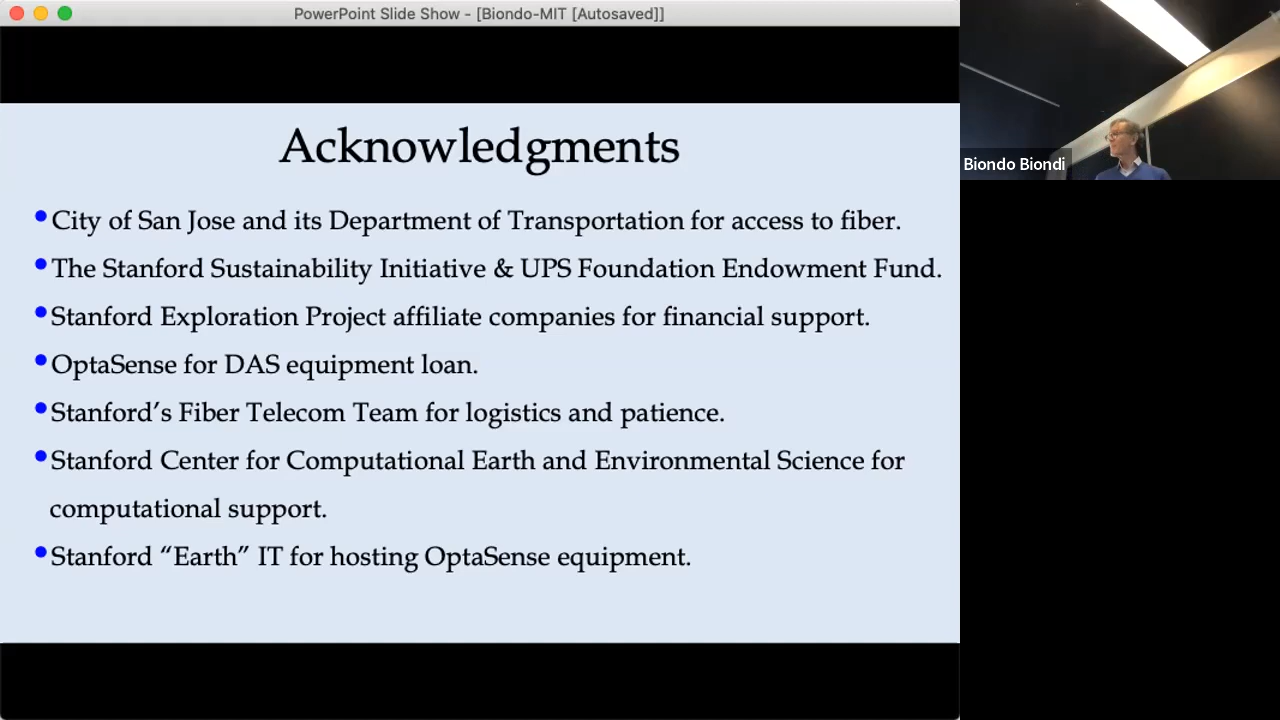 PowerPoint Slide Show - [Biondo-MIT [Autosaved]]
Acknowledgments
•City of San Jose and its Department of Transportation for access to fiber.
•The Stanford Sustainability Initiative & UPS Foundation Endowment Fund.
•Stanford Exploration Project affiliate companies for financial support.
•OptaSense for DAS equipment loan.
•Stanford’s Fiber Telecom Team for logistics and patience.
•Stanford Center for Computational Earth and Environmental Science for
computational support.
•Stanford “Earth” IT for hosting OptaSense equipment.
Biondo Biondi